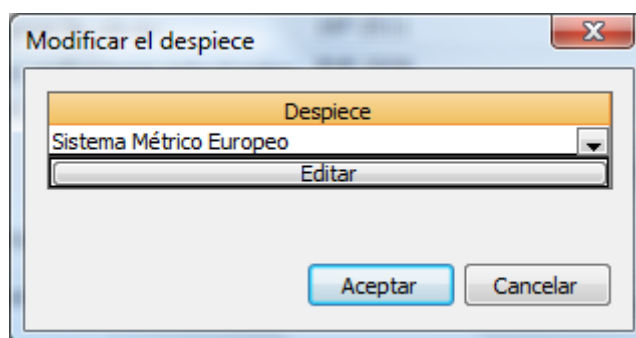 Modificar el despiece
Despiece
Sistema Métrico Europeo
Editar
Aceptar Cancelar